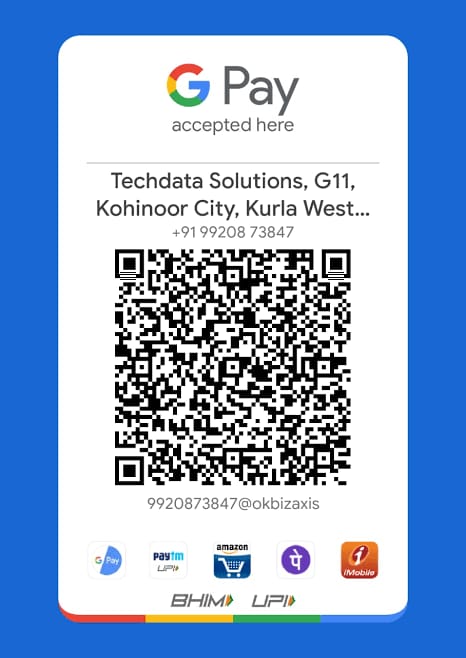 G Pay
accepted here
Techdata Solutions, G11,
Kohinoor City, Kurla West...
+91 99208 73847
9920873847@okbizaxis
G Pay
paytm
UPI
amazon
पे
i
iMobile
BHIM UPI